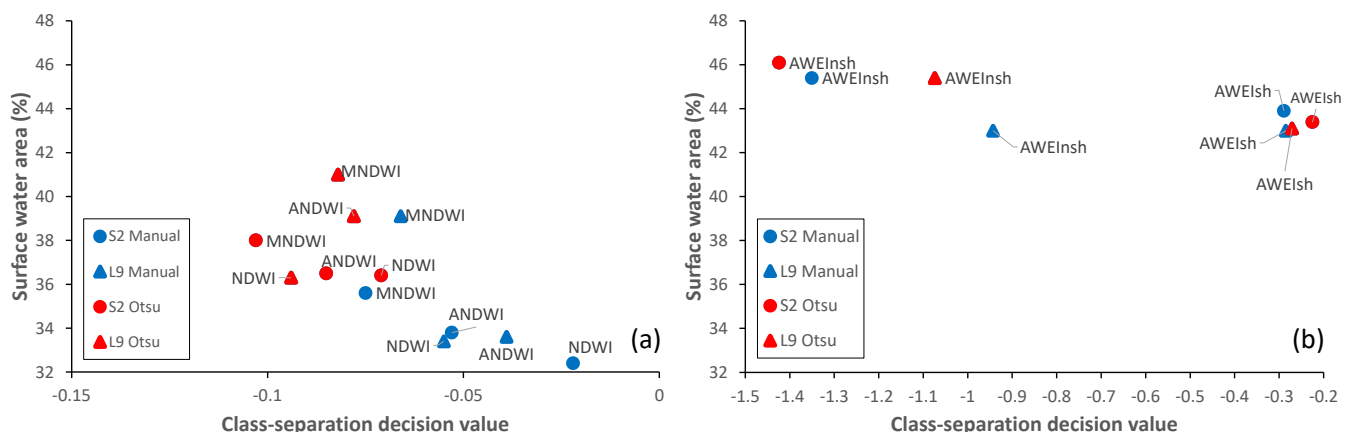 48
46
44
42
40
38
36
34
32
-0.15
-0.1
-0.05
0
Surface water area (%)
Class-separation decision value
MNDWI
ANDWI
MNDWI
MNDWI
ANDWI
NDWI
NDWI
MNDWI
ANDWI
NDWI
ANDWI
NDWI
S2 Manual
L9 Manual
S2 Otsu
L9 Otsu
(a)
48
46
44
42
40
38
36
34
32
-1.5
-1.4
-1.3
-1.2
-1.1
-1
-0.9
-0.8
-0.7
-0.6
-0.5
-0.4
-0.3
-0.2
Surface water area (%)
Class-separation decision value
AWEInsh
AWEInsh
AWEInsh
AWEInsh
AWEIsh
AWEIsh
AWEIsh
AWEIsh
S2 Manual
L9 Manual
S2 Otsu
L9 Otsu
(b)